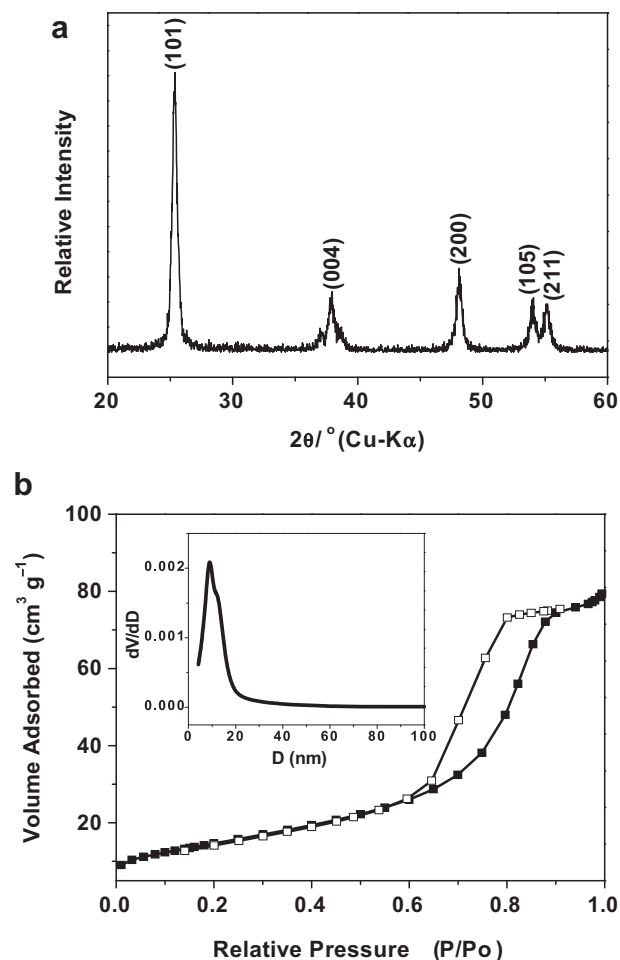 a
(101)
(004)
(200)
(105)
(211)
Relative Intensity
20 30 40 50 60
2θ/°(Cu-Kα)
b
100
80
60
40
20
Volume Adsorbed (cm³ g⁻¹)
0.002
0.001
0.000
dV/dD
0 20 40 60 80 100
D (nm)
0.0 0.2 0.4 0.6 0.8 1.0
Relative Pressure (P/Po)